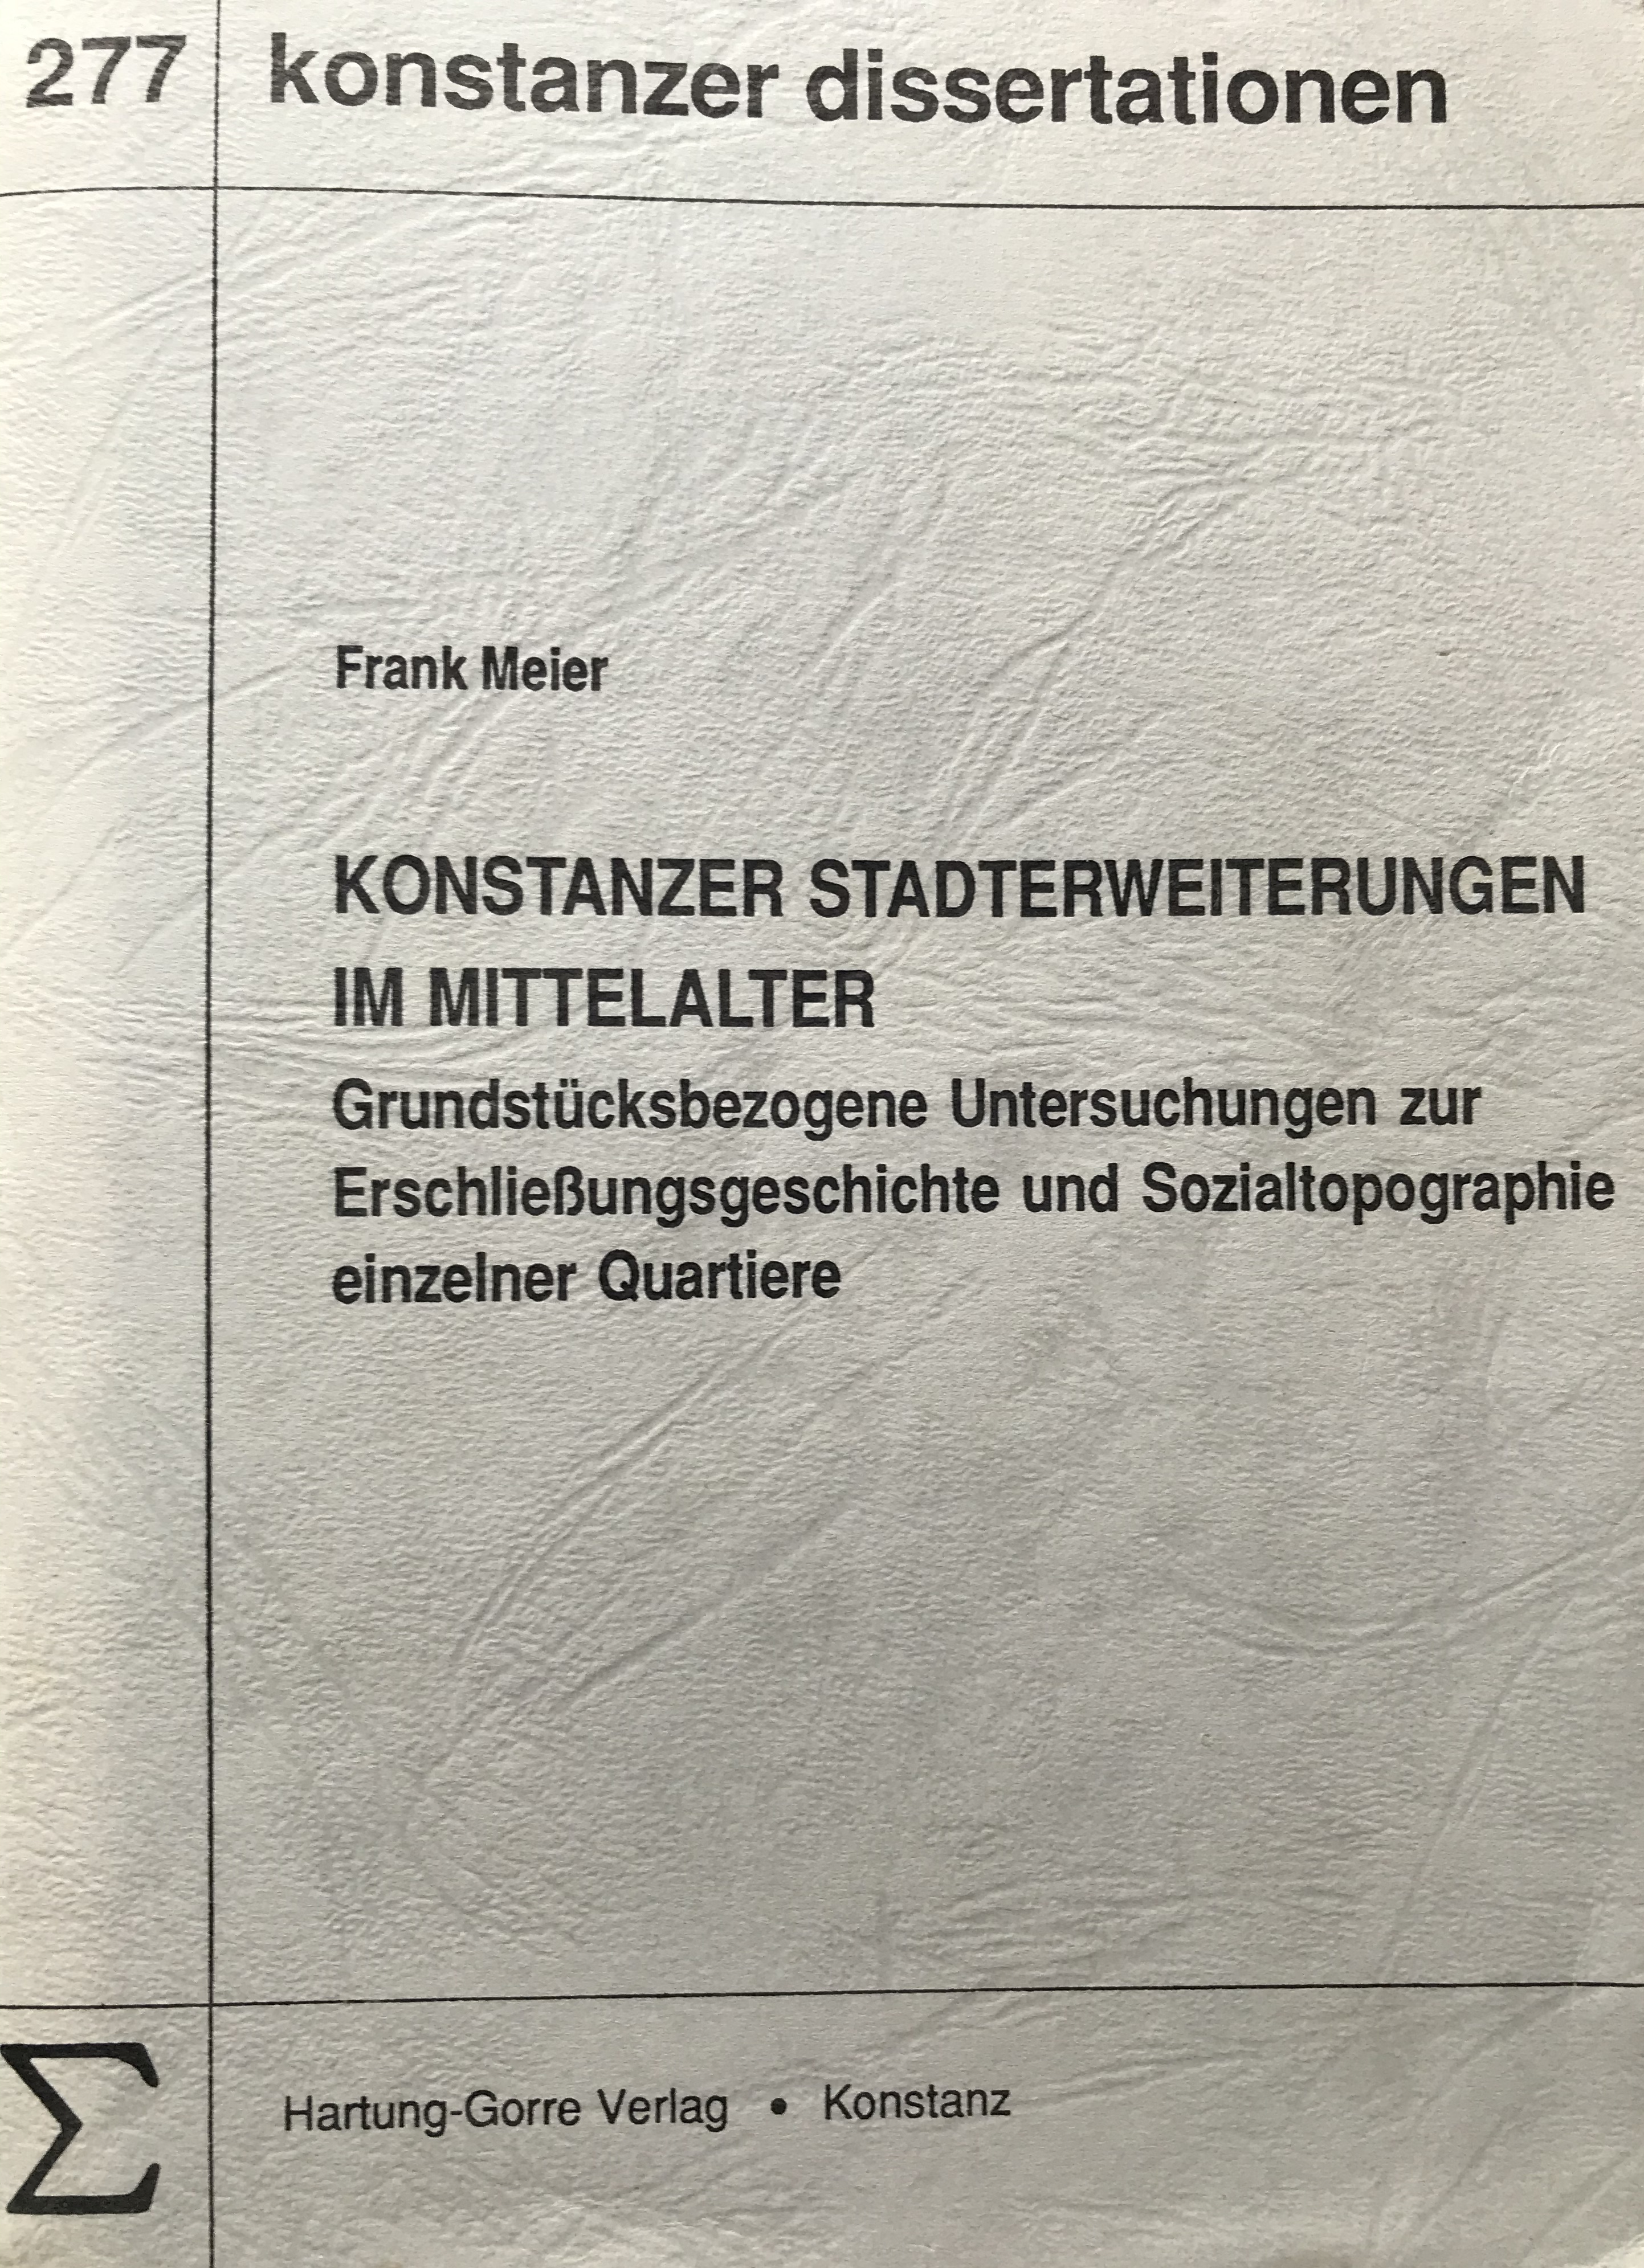 277 konstanzer dissertationen
Frank Meier
KONSTANZER STADTERWEITERUNGEN
IM MITTELALTER
Grundstücksbezogene Untersuchungen zur
Erschließungsgeschichte und Sozialtopographie
einzelner Quartiere
Σ
Hartung-Gorre Verlag • Konstanz